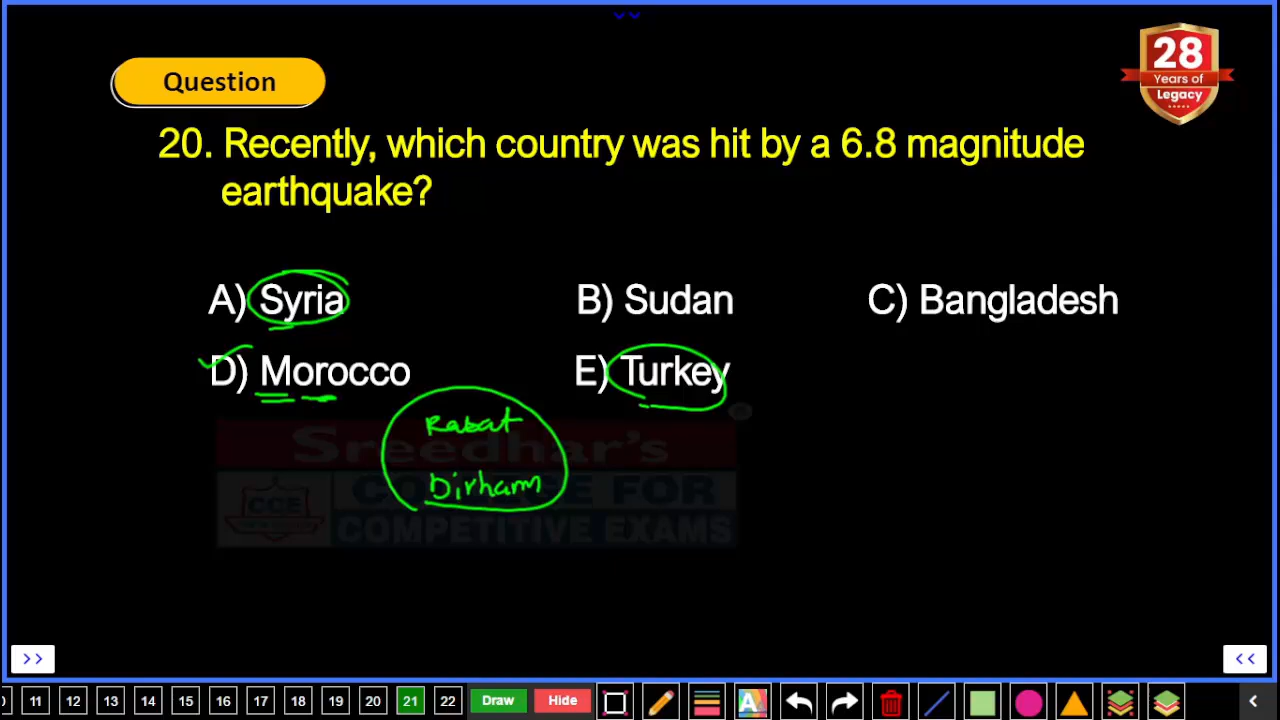 28
Years of
Legacy
Question
20. Recently, which country was hit by a 6.8 magnitude
earthquake?
A) Syria B) Sudan C) Bangladesh
D) Morocco E) Turkey
Rabat
Dirham
®
Sreedhar's
CCE
COLLEGE FOR
COMPETITIVE EXAMS
>> <<
0 11 12 13 14 15 16 17 18 19 20 21 22 Draw Hide A <